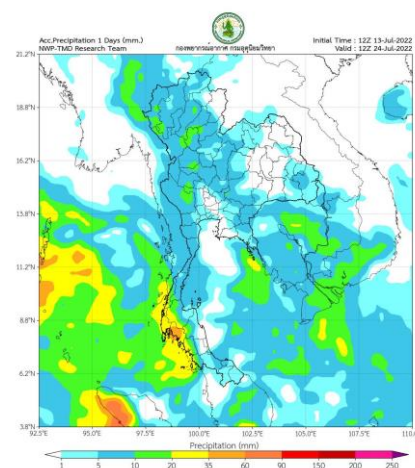 Acc.Precipitation 1 Days (mm.)
NWP-TMD Research Team
กองพยากรณ์อากาศ กรมอุตุนิยมวิทยา
Initial Time : 12Z 13-Jul-2022
Valid : 12Z 24-Jul-2022
21.2°N
18.8°N
16.2°N
13.8°N
11.2°N
8.8°N
6.2°N
3.8°N
92.5°E 95.0°E 97.5°E 100.0°E 102.5°E 105.0°E 107.5°E
Precipitation (mm)
1 5 10 20 35 60 90 150 200 250